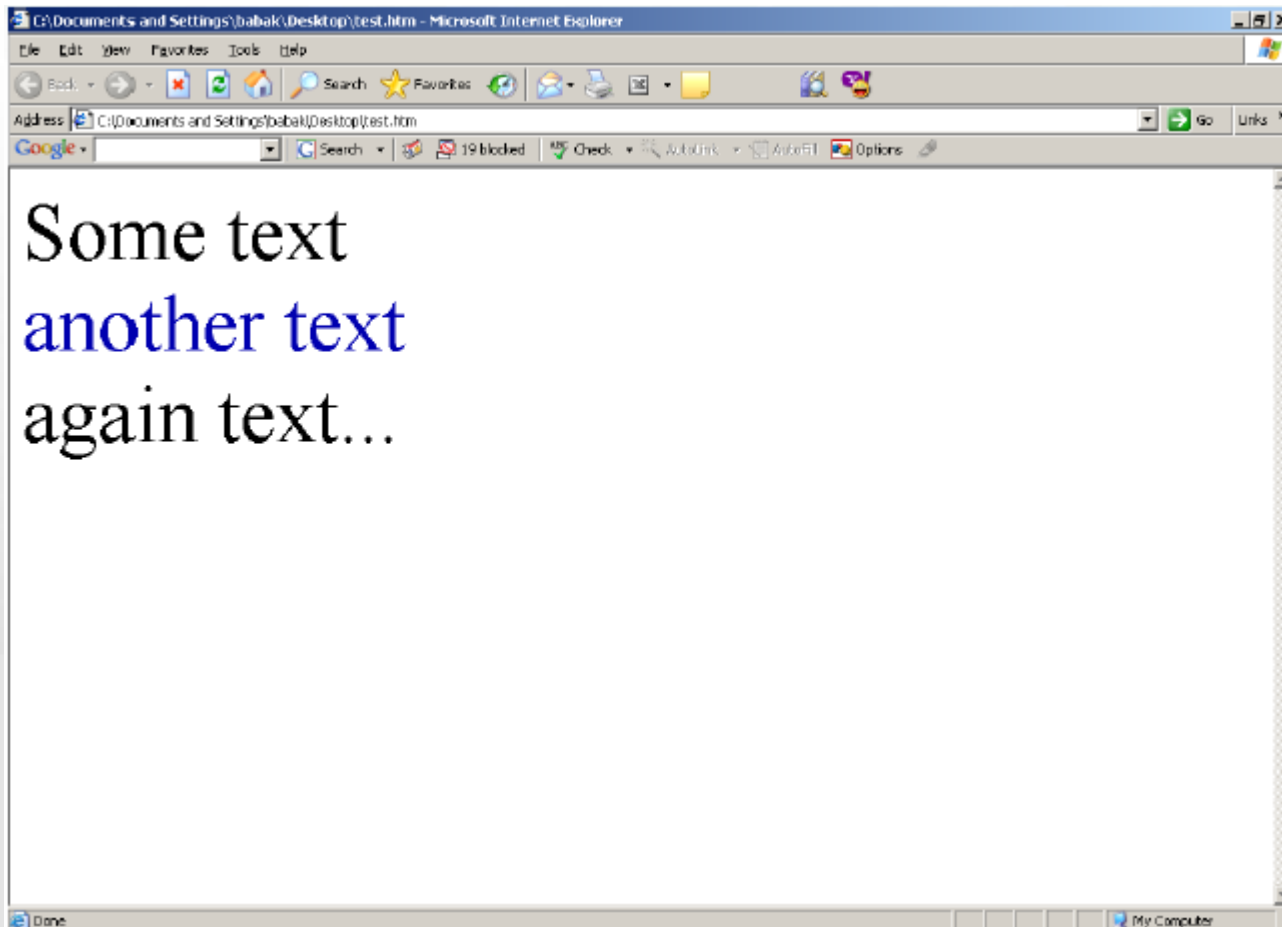 C:\Documents and Settings\babak\Desktop\test.htm - Microsoft Internet Explorer
File Edit View Favorites Tools Help
Back Search Favorites
Address C:\Documents and Settings\babak\Desktop\test.htm Go Links
Google Search 19 blocked Check AutoLink AutoFill Options
Some text
another text
again text...
Done My Computer